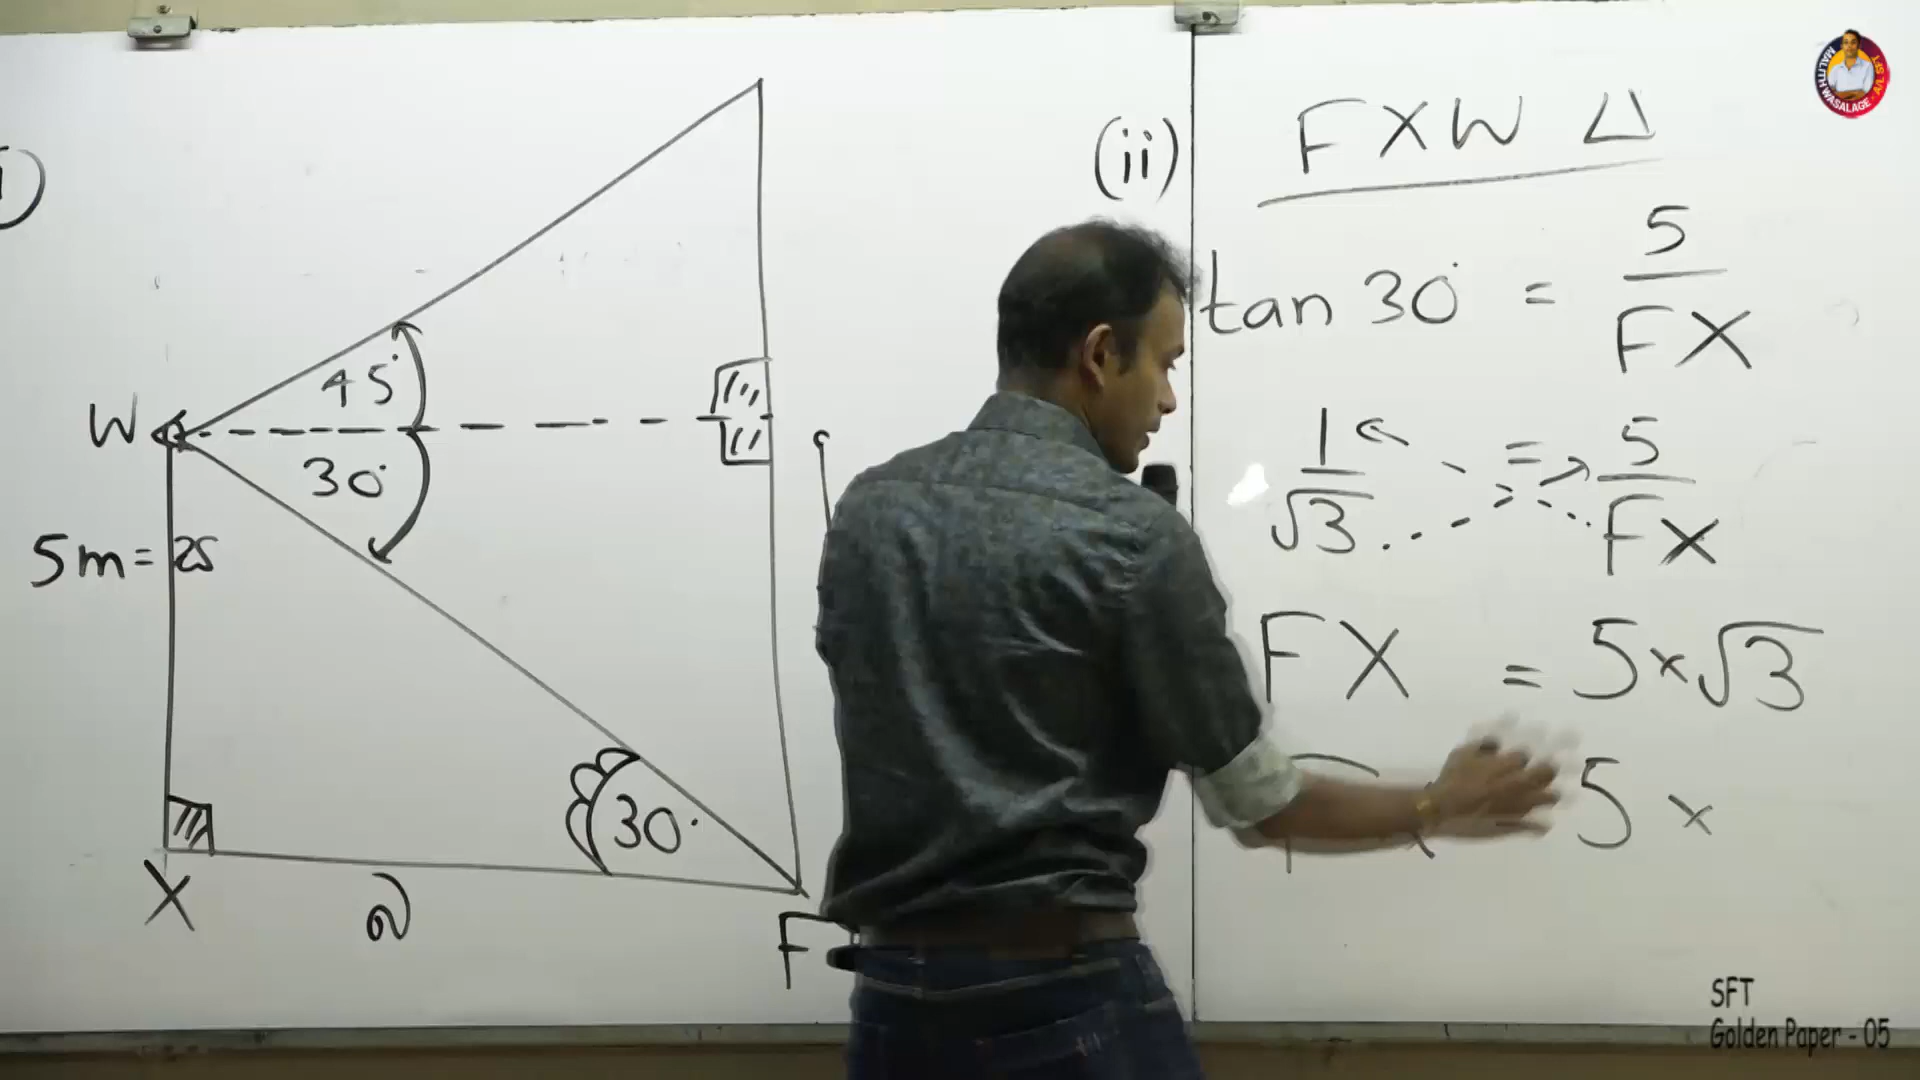 45°
W
30°
5m = 25
30°
X
F
(ii)
FXW Δ
tan 30° = 5/FX
1/√3 = 5/FX
FX = 5×√3
5 ×
MALITH WASALAGE - A/L SFT
SFT
Golden Paper - 05